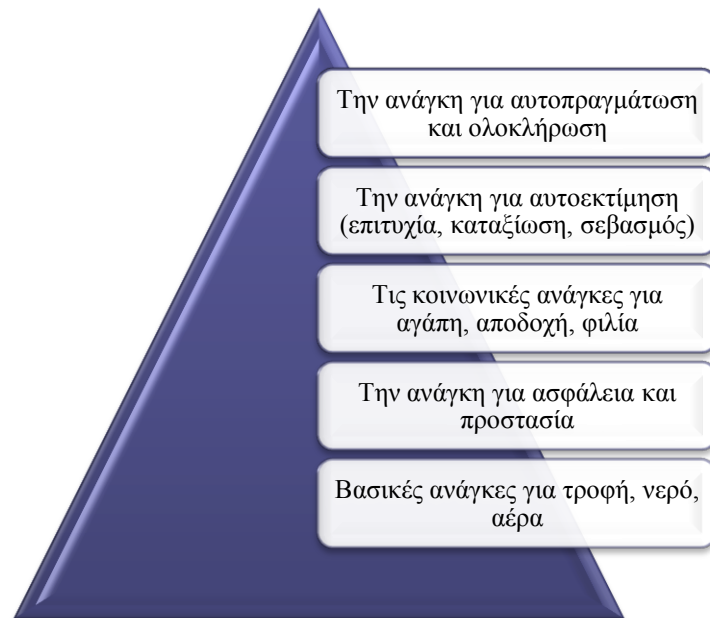 Την ανάγκη για αυτοπραγμάτωση
και ολοκλήρωση
Την ανάγκη για αυτοεκτίμηση
(επιτυχία, καταξίωση, σεβασμός)
Τις κοινωνικές ανάγκες για
αγάπη, αποδοχή, φιλία
Την ανάγκη για ασφάλεια και
προστασία
Βασικές ανάγκες για τροφή, νερό,
αέρα